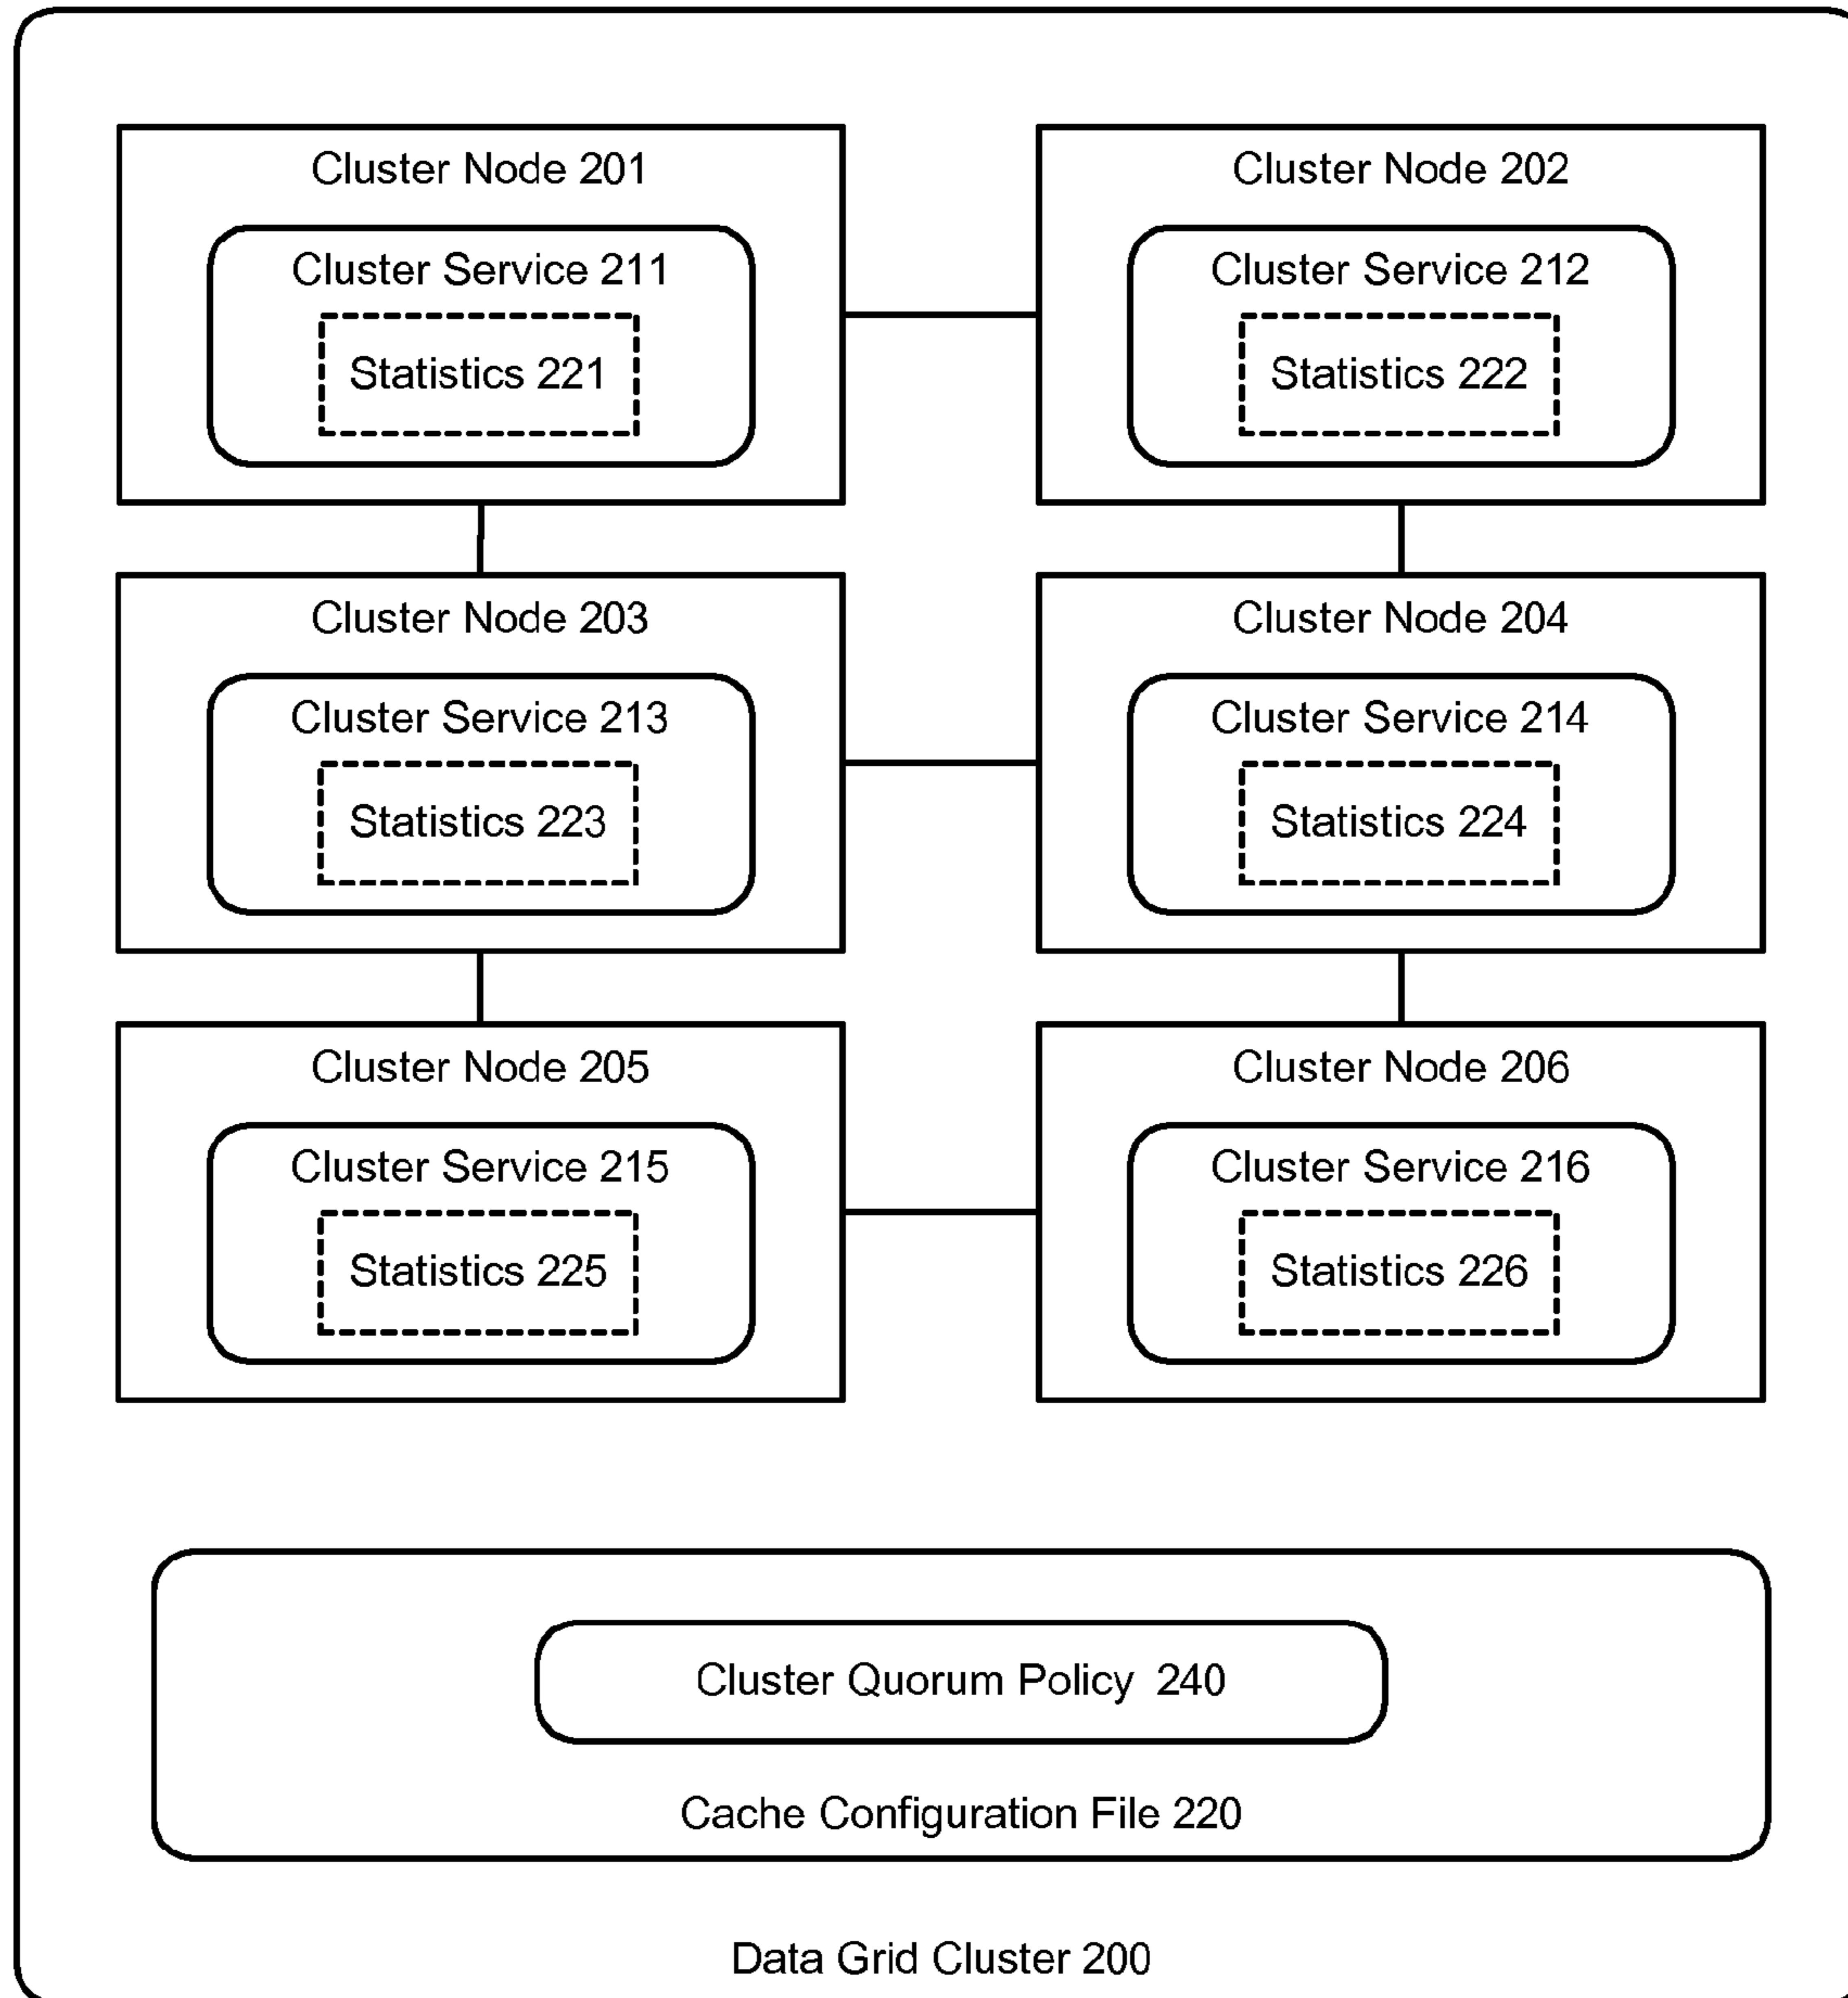 Cluster Node 201
Cluster Service 211
Statistics 221
Cluster Node 202
Cluster Service 212
Statistics 222
Cluster Node 203
Cluster Service 213
Statistics 223
Cluster Node 204
Cluster Service 214
Statistics 224
Cluster Node 205
Cluster Service 215
Statistics 225
Cluster Node 206
Cluster Service 216
Statistics 226
Cluster Quorum Policy 240
Cache Configuration File 220
Data Grid Cluster 200